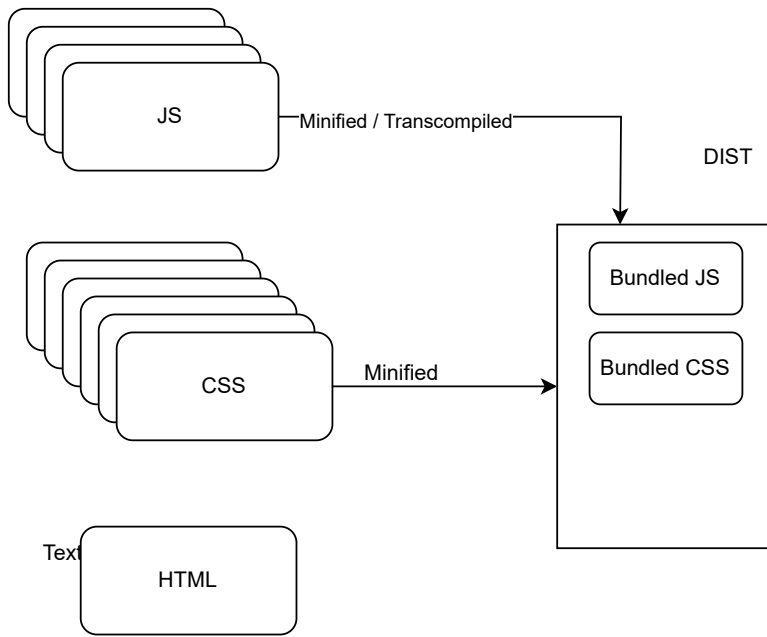 JS
Minified / Transcompiled
DIST
Bundled JS
Bundled CSS
Minified
CSS
Text
HTML